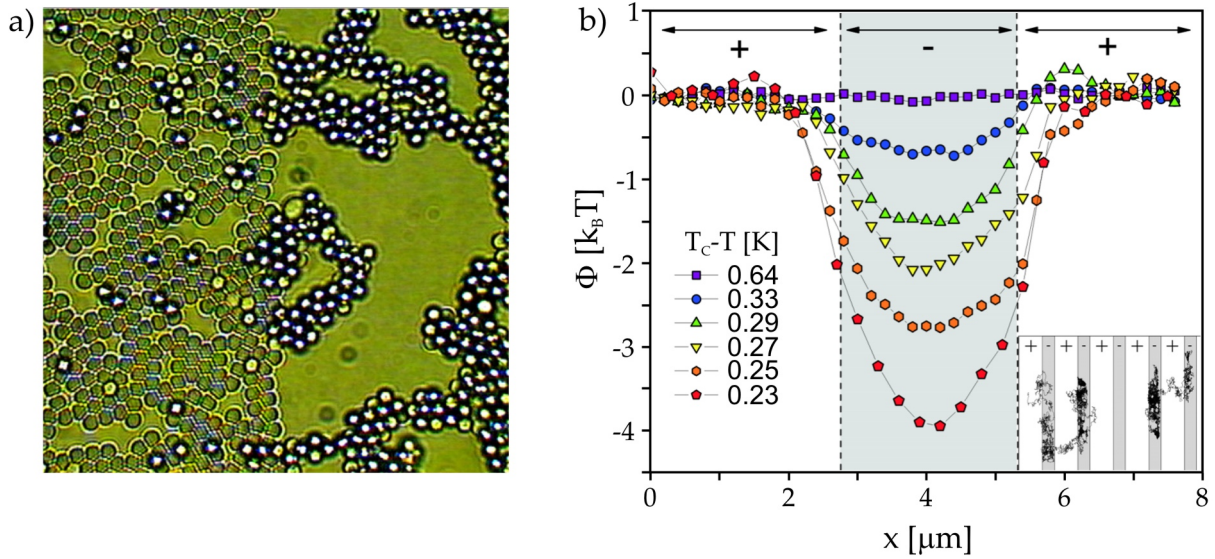 a)
b)
+ - +
1
0
-1
-2
-3
-4
Φ [k_BT]
T_C-T [K]
0.64
0.33
0.29
0.27
0.25
0.23
+ - + - + - + - + -
0 2 4 6 8
x [μm]